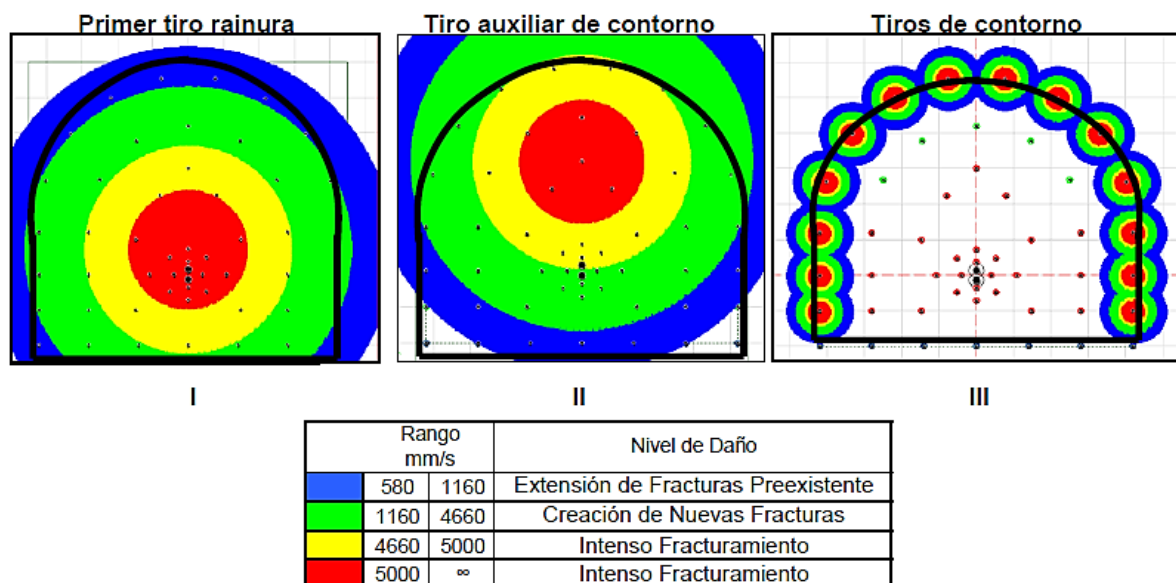 Primer tiro rainura
Tiro auxiliar de contorno
Tiros de contorno
I
II
III
Rango mm/s Nivel de Daño
580 1160 Extensión de Fracturas Preexistente
1160 4660 Creación de Nuevas Fracturas
4660 5000 Intenso Fracturamiento
5000 ∞ Intenso Fracturamiento